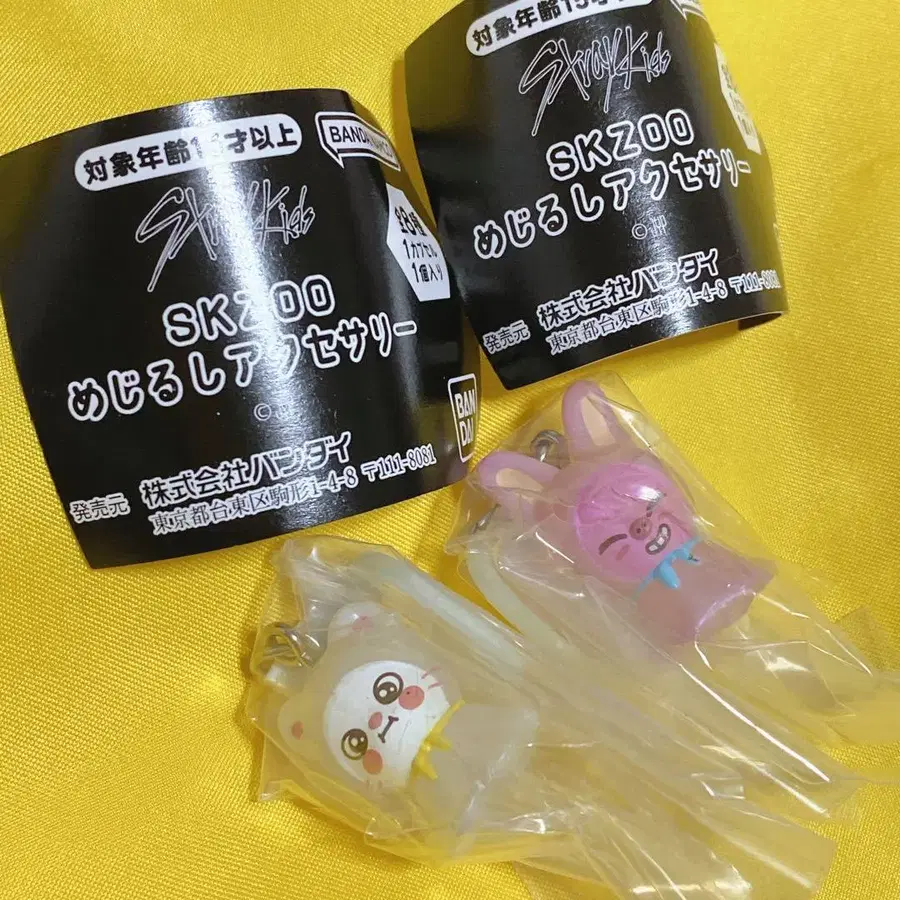 対象年齢15才以上
BANDAI
Stray Kids
全8種
1カプセル
1個入り
SKZOO
めじるしアクセサリー
©JYP
BAN
DAI
発売元 株式会社バンダイ
東京都台東区駒形1-4-8 〒111-8081
対象年齢15才
Stray Kids
SKZOO
めじるしアクセサリー
発売元 株式会社バンダイ
東京都台東区駒形1-4-8 〒111-8081